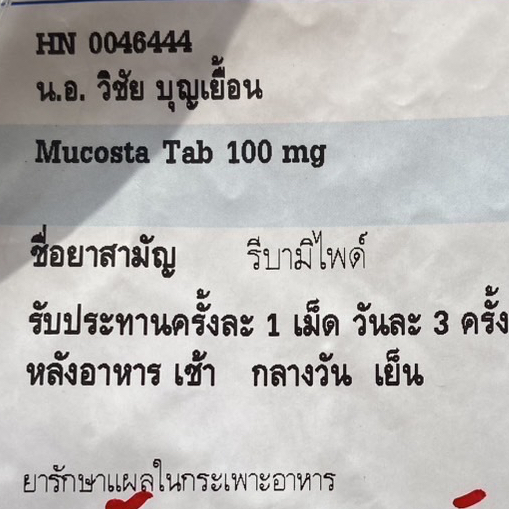 HN 0046444
น.อ. วิชัย บุญเยื้อน
Mucosta Tab 100 mg
ชื่อยาสามัญ รีบามิไพด์
รับประทานครั้งละ 1 เม็ด วันละ 3 ครั้ง
หลังอาหาร เช้า กลางวัน เย็น
ยารักษาแผลในกระเพาะอาหาร